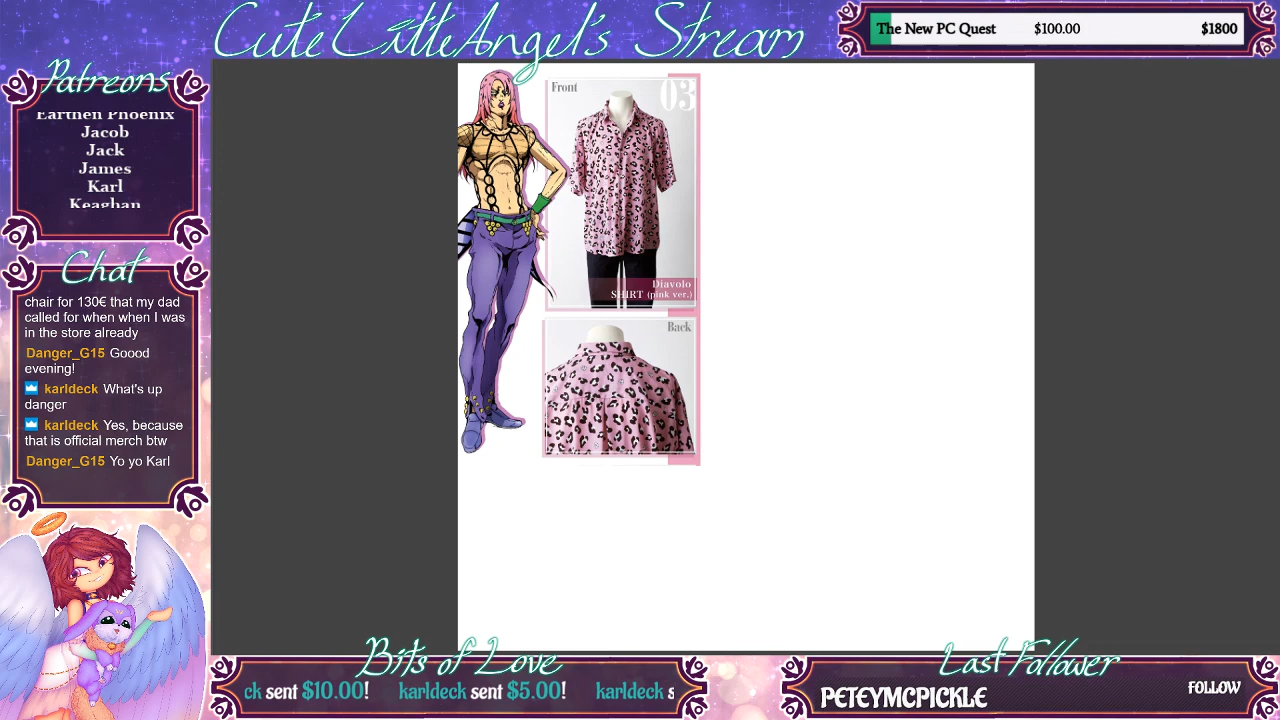 Cute Little Angel's Stream
The New PC Quest $100.00 $1800
Patreons
Earthen Phoenix
Jacob
Jack
James
Karl
Keaghan
Chat
chair for 130€ that my dad
called for when when I was
in the store already
Danger_G15 Goood
evening!
karldeck What's up
danger
karldeck Yes, because
that is official merch btw
Danger_G15 Yo yo Karl
Front
03
Diavolo
SHIRT (pink ver.)
Back
Bits of Love
ck sent $10.00! karldeck sent $5.00! karldeck s
Last Follower
PETEYMCPICKLE
FOLLOW